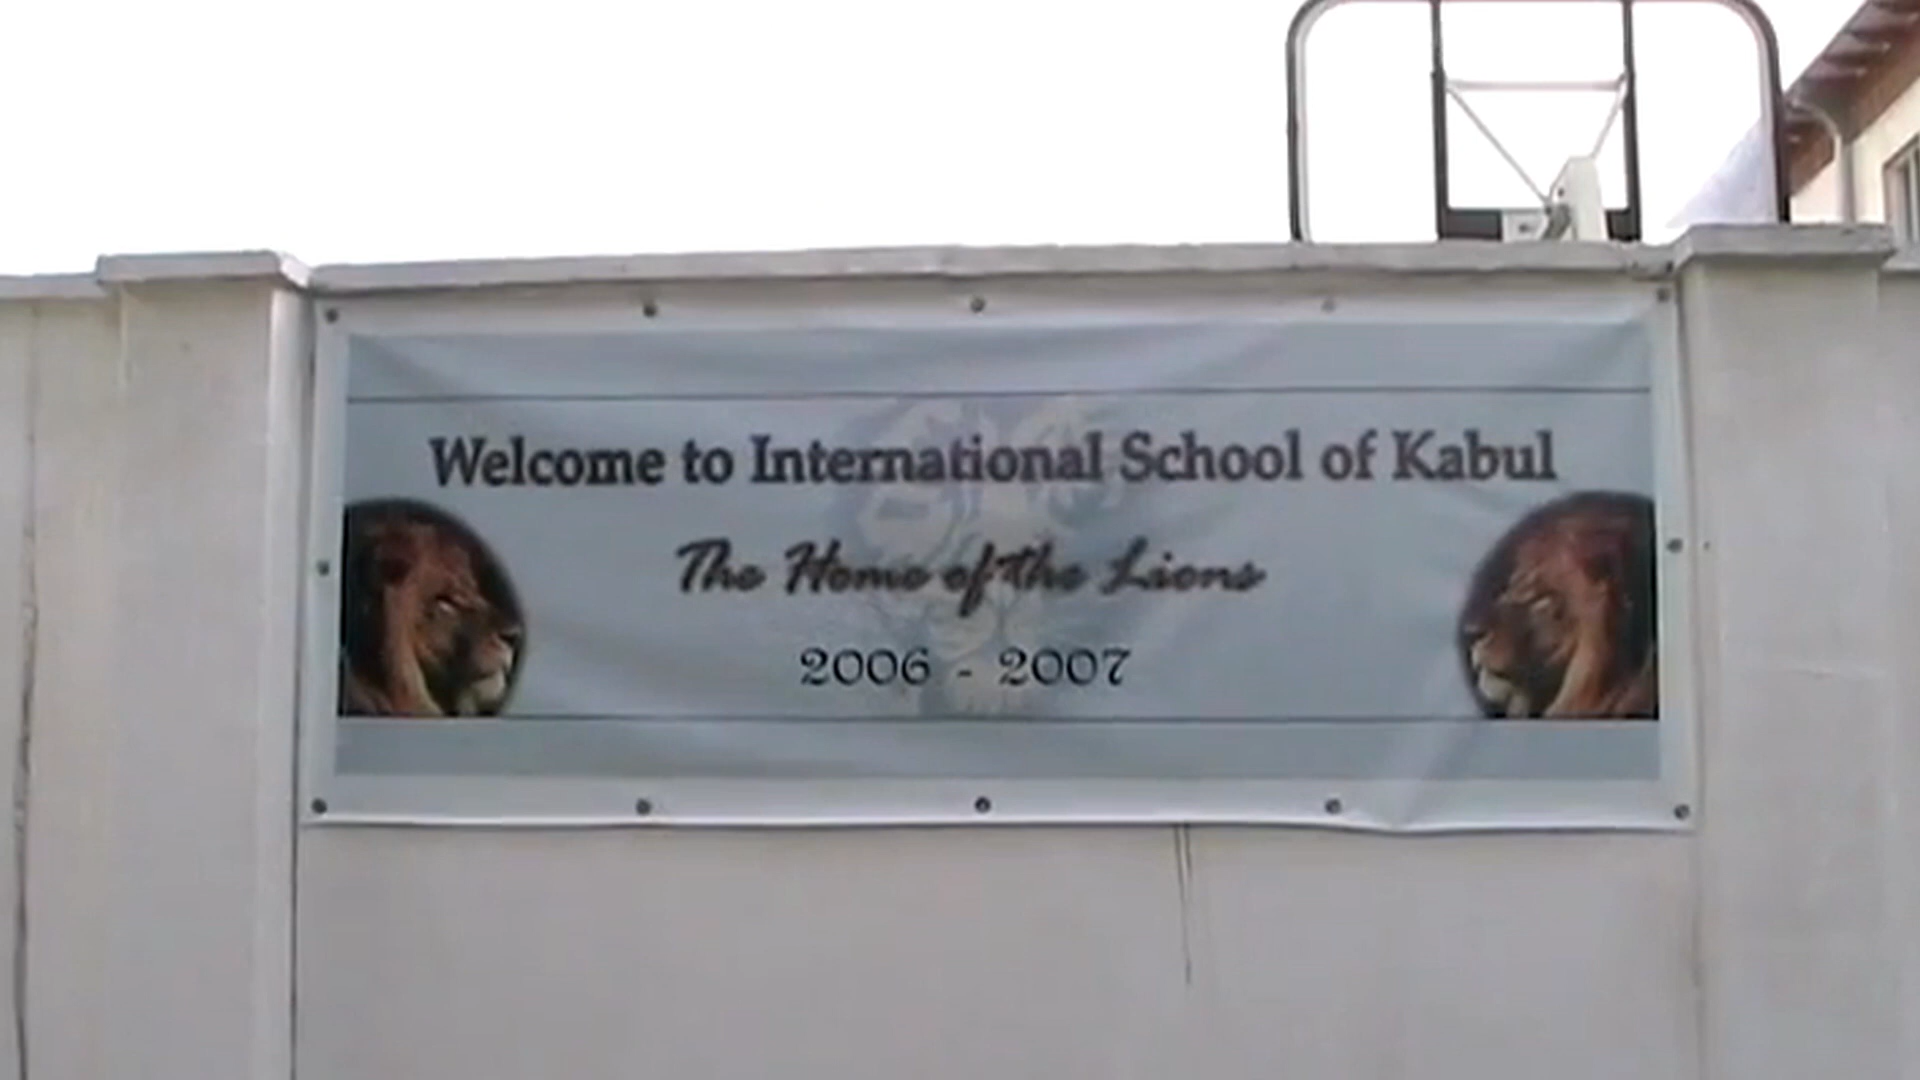 Welcome to International School of Kabul
The Home of the Lions
2006 - 2007